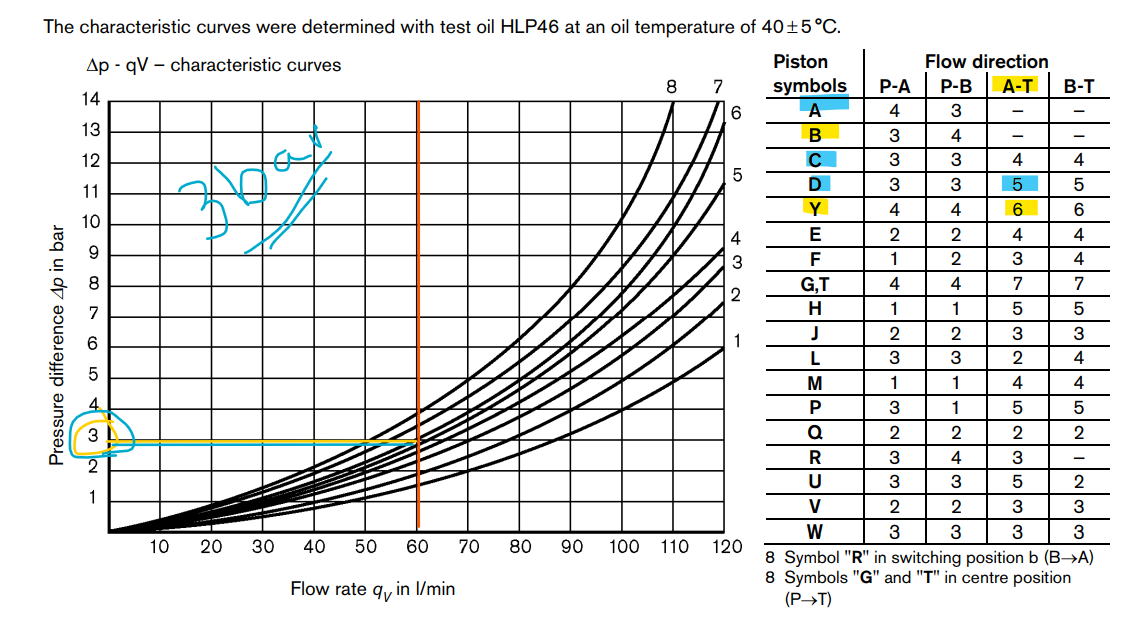 The characteristic curves were determined with test oil HLP46 at an oil temperature of 40±5°C.
Δp - qV – characteristic curves
Piston symbols Flow direction
P-A P-B A-T B-T
A 4 3 – –
B 3 4 – –
C 3 3 4 4
D 3 3 5 5
Y 4 4 6 6
E 2 2 4 4
F 1 2 3 4
G,T 4 4 7 7
H 1 1 5 5
J 2 2 3 3
L 3 3 2 4
M 1 1 4 4
P 3 1 5 5
Q 2 2 2 2
R 3 4 3 –
U 3 3 5 2
V 2 2 3 3
W 3 3 3 3
8 Symbol "R" in switching position b (B→A)
8 Symbols "G" and "T" in centre position
(P→T)
8 7
6
5
4
3
2
1
14
13
12
11
10
9
8
7
6
5
4
3
2
1
Pressure difference Δp in bar
10 20 30 40 50 60 70 80 90 100 110 120
Flow rate qV in l/min